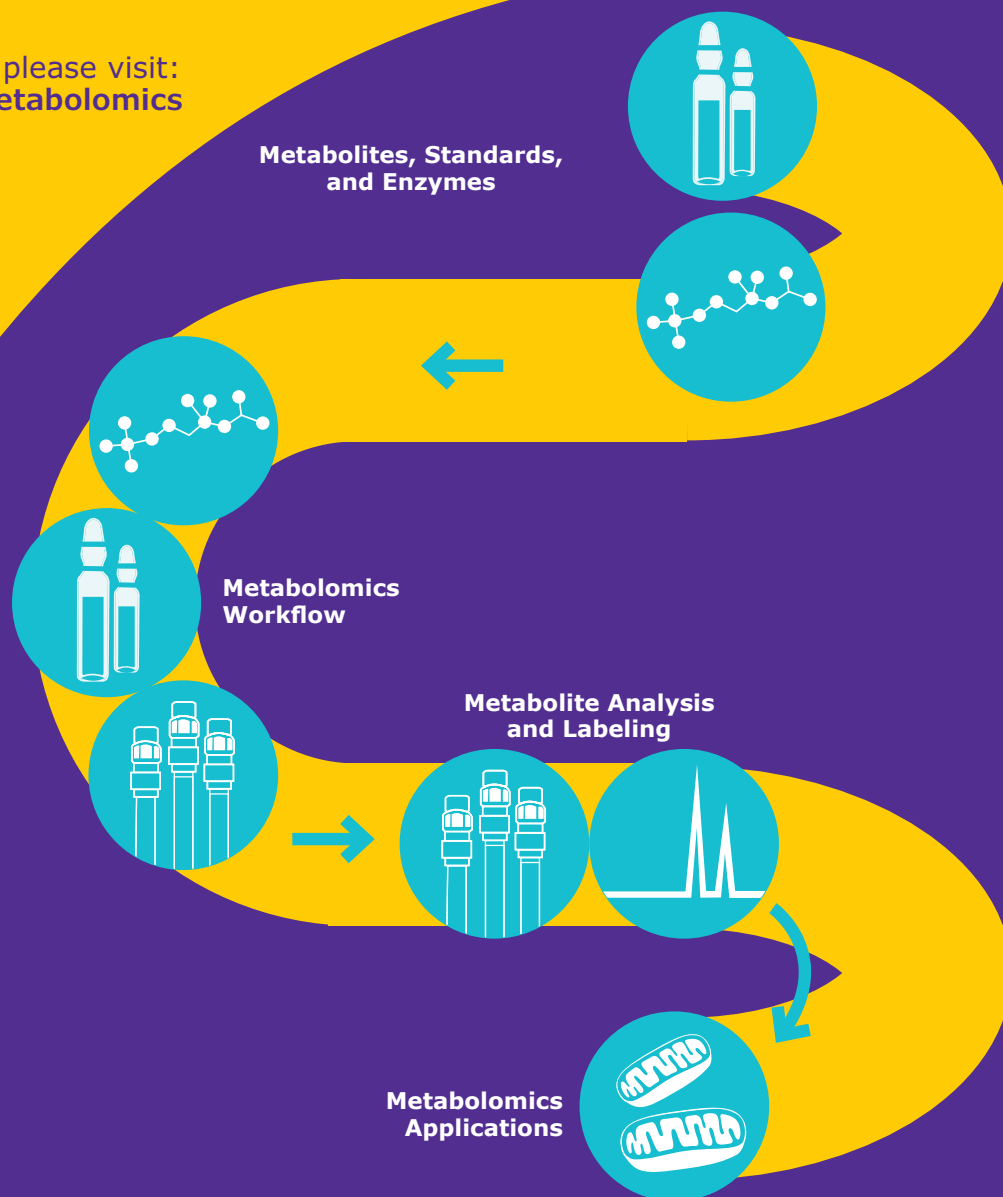 please visit:
etabolomics
Metabolites, Standards,
and Enzymes
Metabolomics
Workflow
Metabolite Analysis
and Labeling
Metabolomics
Applications